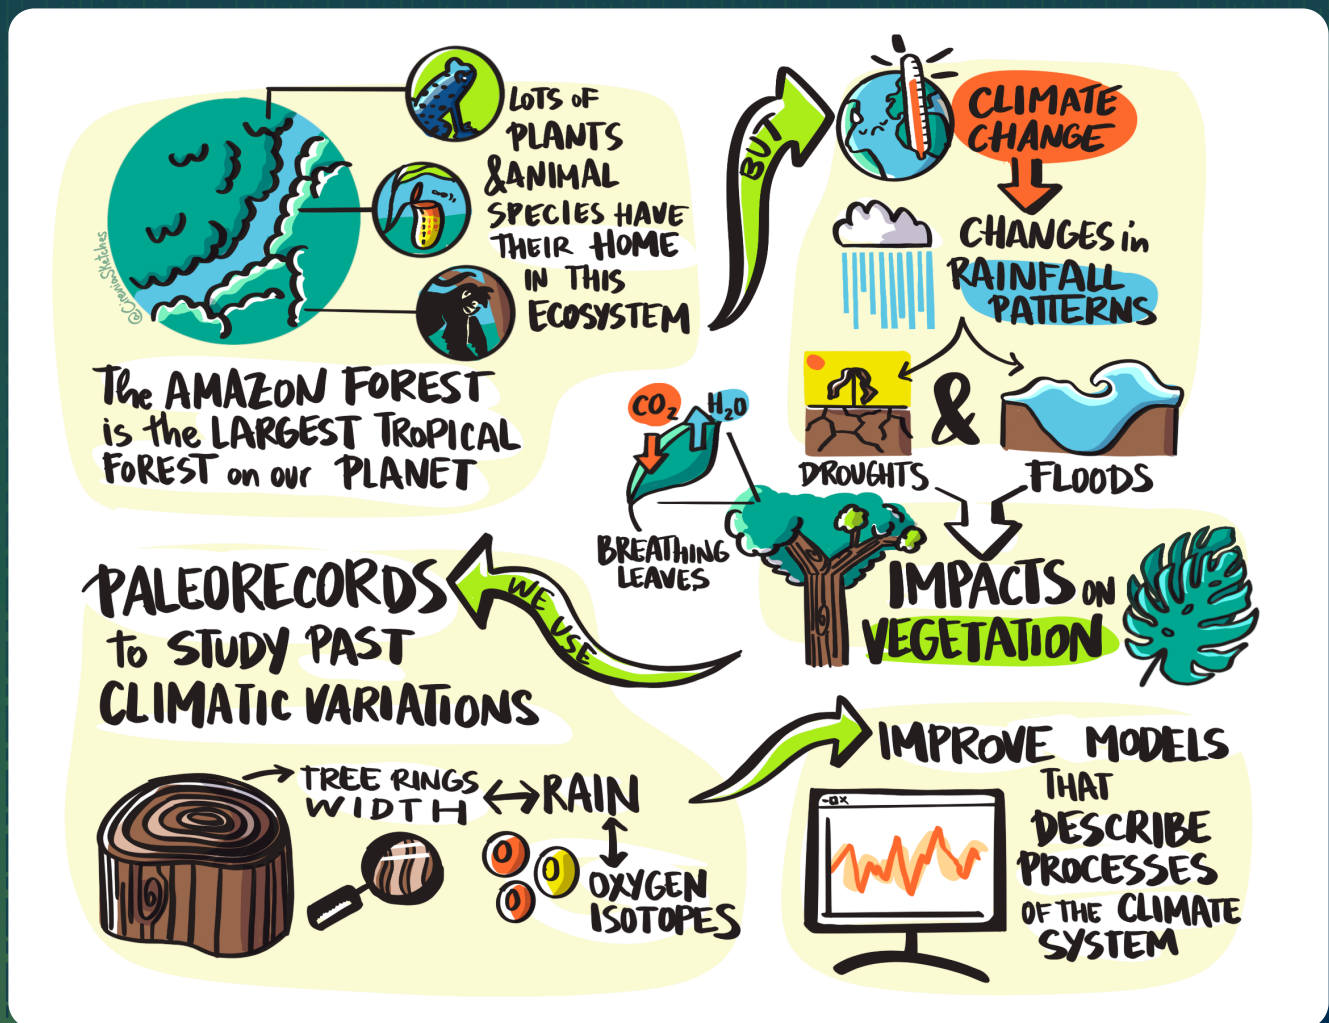 LOTS OF
PLANTS
& ANIMAL
SPECIES HAVE
THEIR HOME
IN THIS
ECOSYSTEM
@CireniaSketches
The AMAZON FOREST
is the LARGEST TROPICAL
FOREST on our PLANET
BUT
CLIMATE
CHANGE
CHANGES in
RAINFALL
PATTERNS
&
DROUGHTS
FLOODS
CO2
H2O
BREATHING
LEAVES
IMPACTS ON
VEGETATION
WE USE
PALEORECORDS
to STUDY PAST
CLIMATIC VARIATIONS
TREE RINGS
WIDTH
RAIN
O
O
O
OXYGEN
ISOTOPES
IMPROVE MODELS
THAT
DESCRIBE
PROCESSES
OF THE CLIMATE
SYSTEM